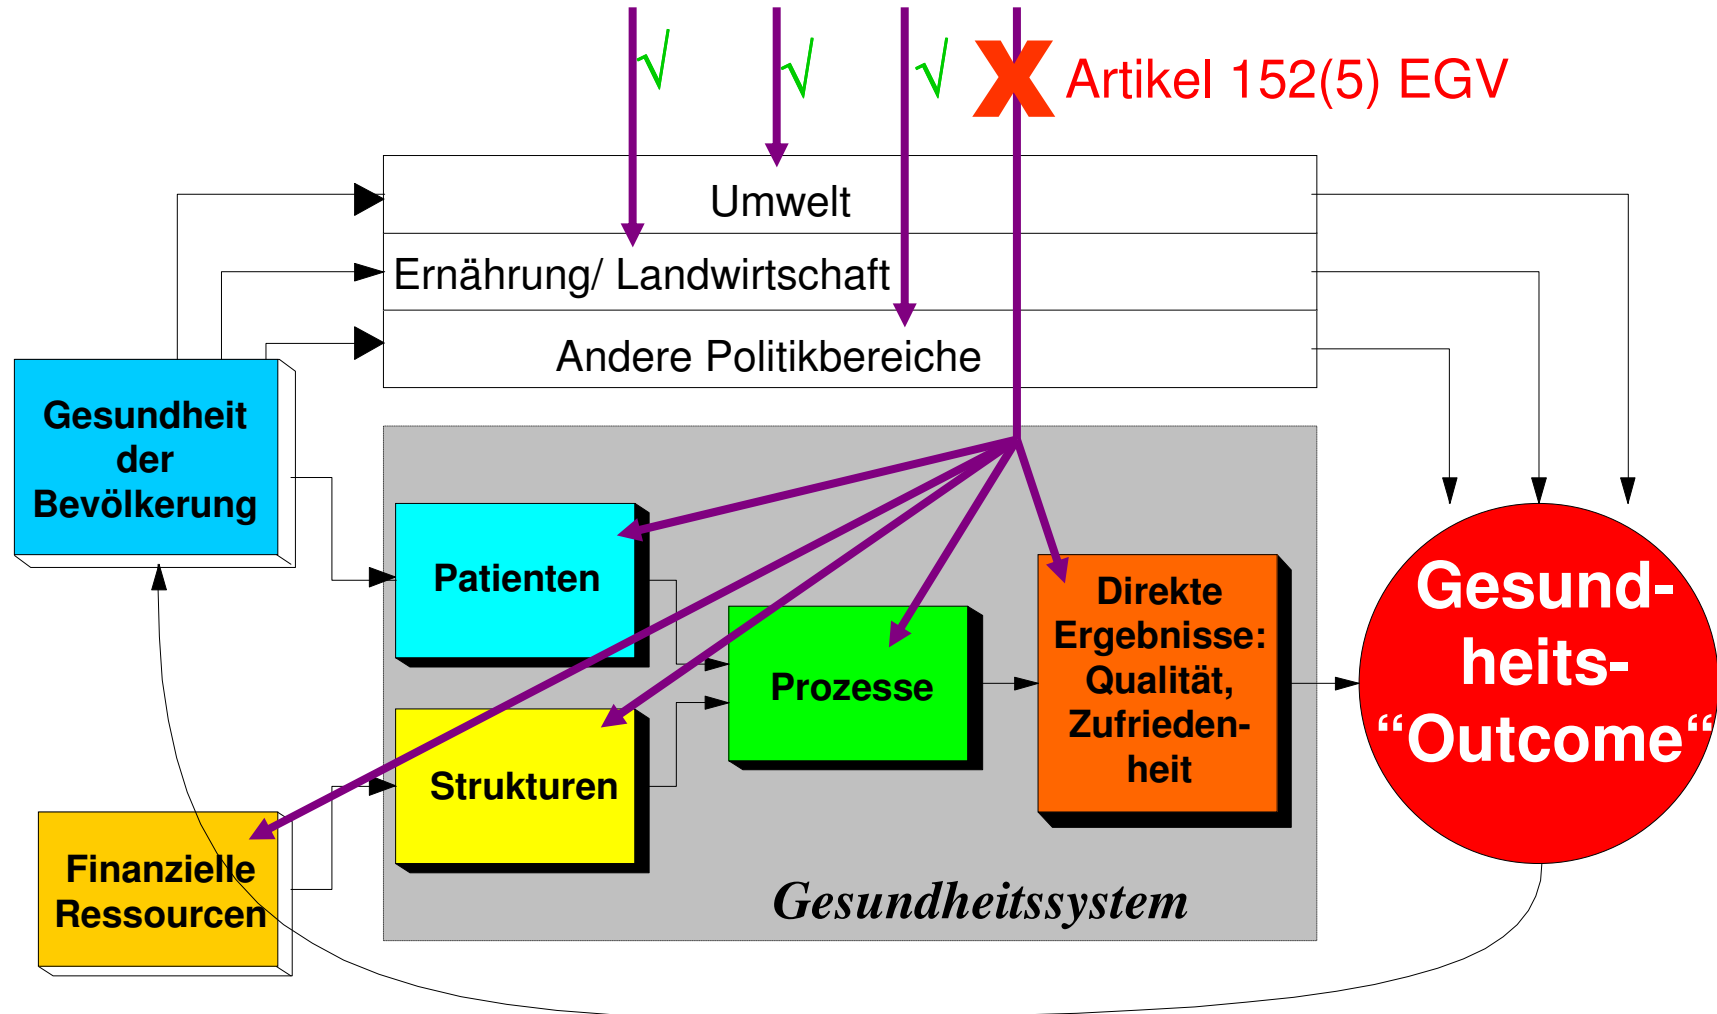 Artikel 152(5) EGV
Umwelt
Ernährung/ Landwirtschaft
Andere Politikbereiche
Gesundheit
der
Bevölkerung
Patienten
Strukturen
Prozesse
Direkte
Ergebnisse:
Qualität,
Zufrieden-
heit
Gesund-
heits-
“Outcome“
Finanzielle
Ressourcen
Gesundheitssystem